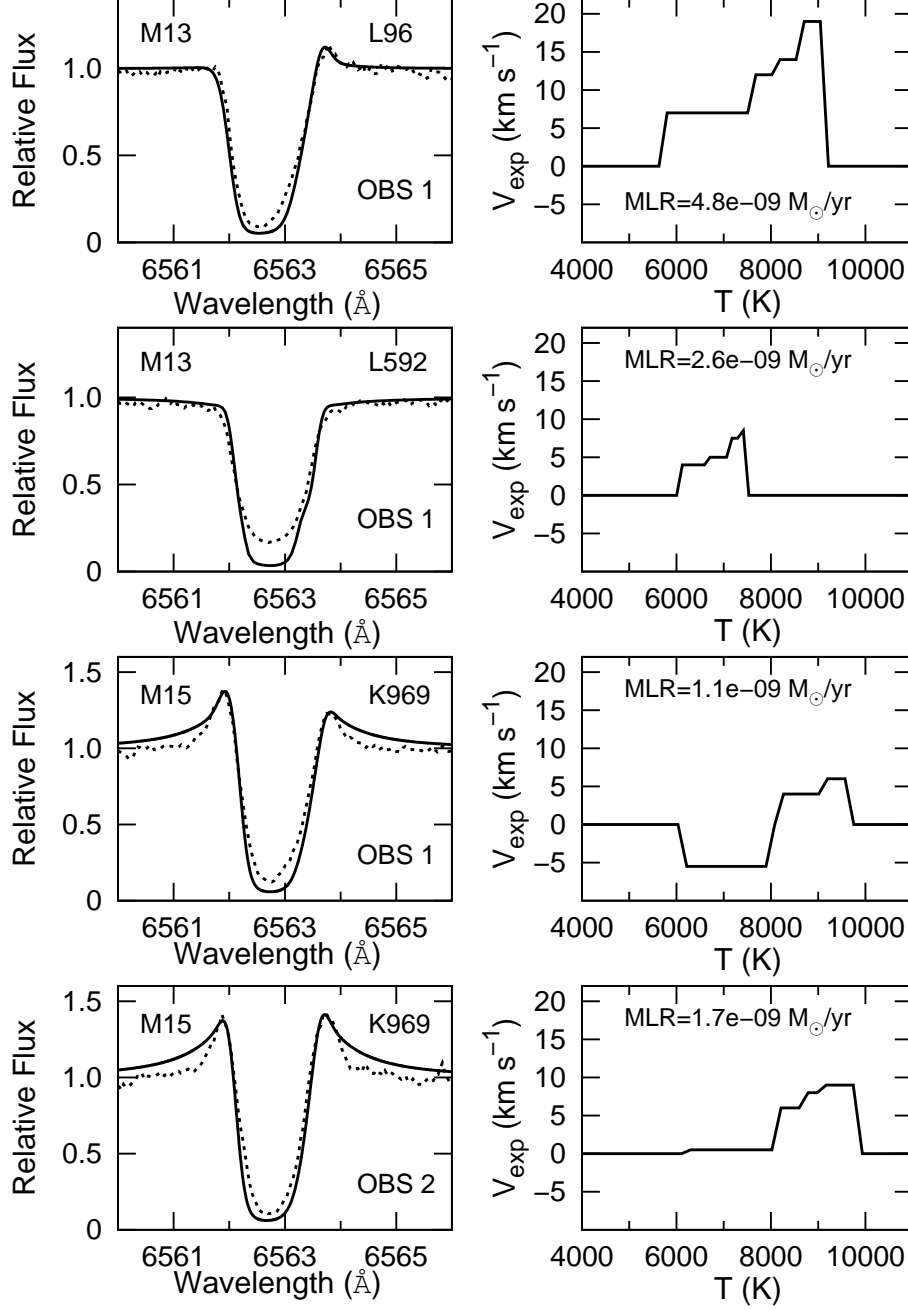 M13 L96
1.0
0.5
0
Relative Flux
OBS 1
6561 6563 6565
Wavelength (Å)
20
15
10
5
0
−5
V_exp (km s^−1)
MLR=4.8e−09 M_☉/yr
4000 6000 8000 10000
T (K)
M13 L592
1.0
0.5
0
Relative Flux
OBS 1
6561 6563 6565
Wavelength (Å)
MLR=2.6e−09 M_☉/yr
20
15
10
5
0
−5
V_exp (km s^−1)
4000 6000 8000 10000
T (K)
1.5
M15 K969
1.0
0.5
0
Relative Flux
OBS 1
6561 6563 6565
Wavelength (Å)
MLR=1.1e−09 M_☉/yr
20
15
10
5
0
−5
V_exp (km s^−1)
4000 6000 8000 10000
T (K)
1.5
M15 K969
1.0
0.5
0
Relative Flux
OBS 2
6561 6563 6565
Wavelength (Å)
MLR=1.7e−09 M_☉/yr
20
15
10
5
0
−5
V_exp (km s^−1)
4000 6000 8000 10000
T (K)